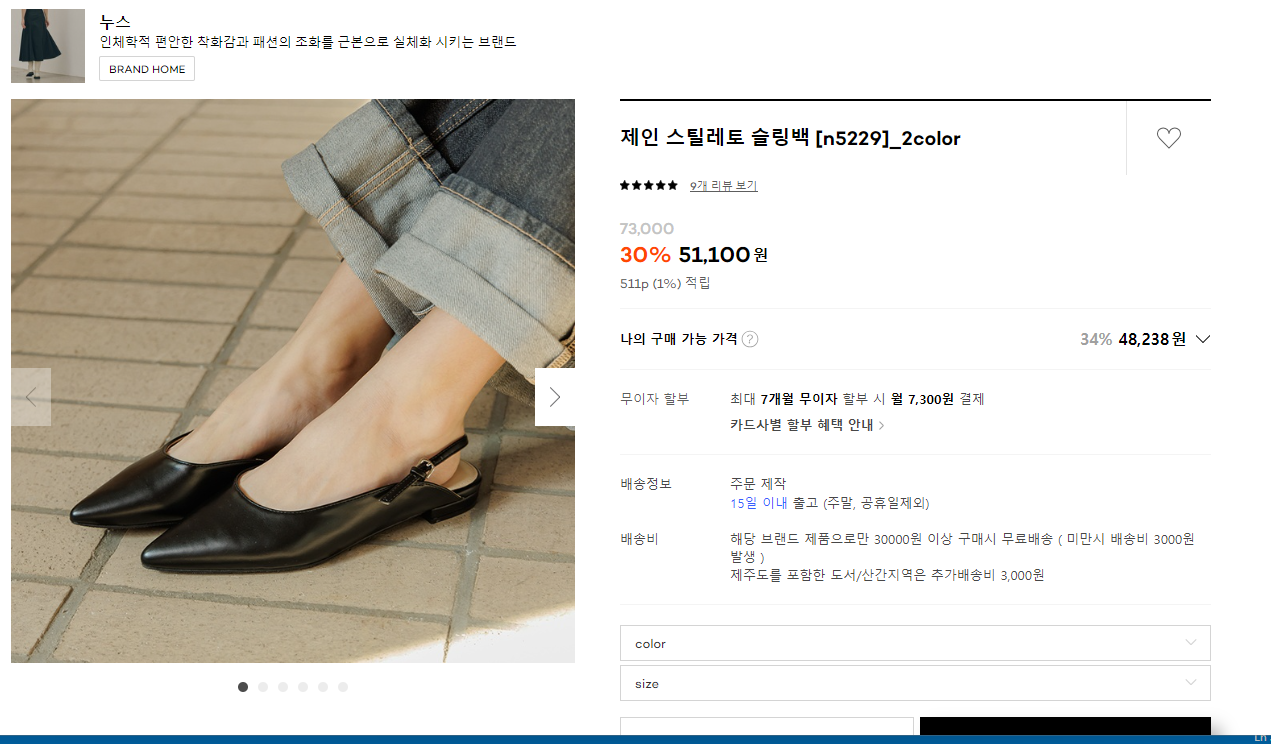 누스
인체학적 편안한 착화감과 패션의 조화를 근본으로 실체화 시키는 브랜드
BRAND HOME
제인 스틸레토 슬링백 [n5229]_2color
9개 리뷰 보기
73,000
30% 51,100 원
511p (1%) 적립
나의 구매 가능 가격 ?
34% 48,238 원
무이자 할부
최대 7개월 무이자 할부 시 월 7,300원 결제
카드사별 할부 혜택 안내 >
배송정보
주문 제작
15일 이내 출고 (주말, 공휴일제외)
배송비
해당 브랜드 제품으로만 30000원 이상 구매시 무료배송 ( 미만시 배송비 3000원
발생 )
제주도를 포함한 도서/산간지역은 추가배송비 3,000원
color
size